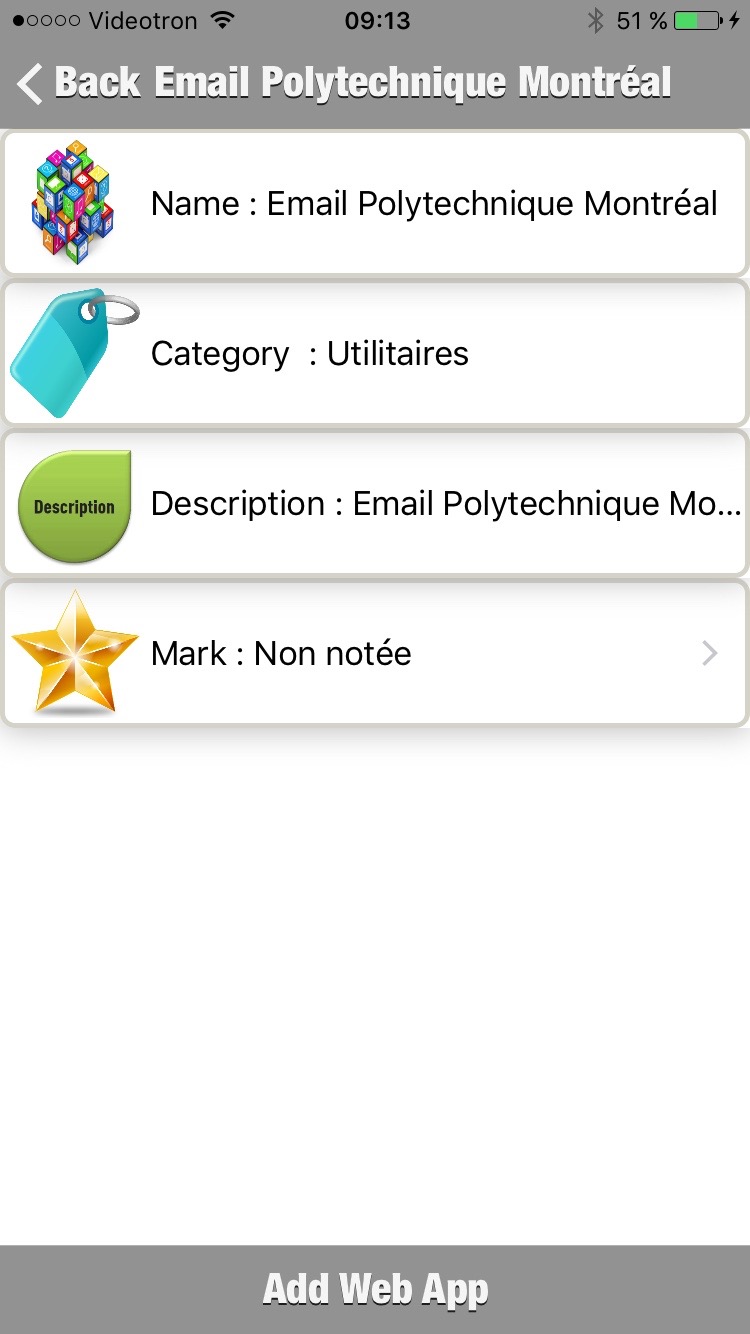 Videotron 09:13 51 %
Back Email Polytechnique Montréal
Name : Email Polytechnique Montréal
Category : Utilitaires
Description
Description : Email Polytechnique Mo...
Mark : Non notée
Add Web App